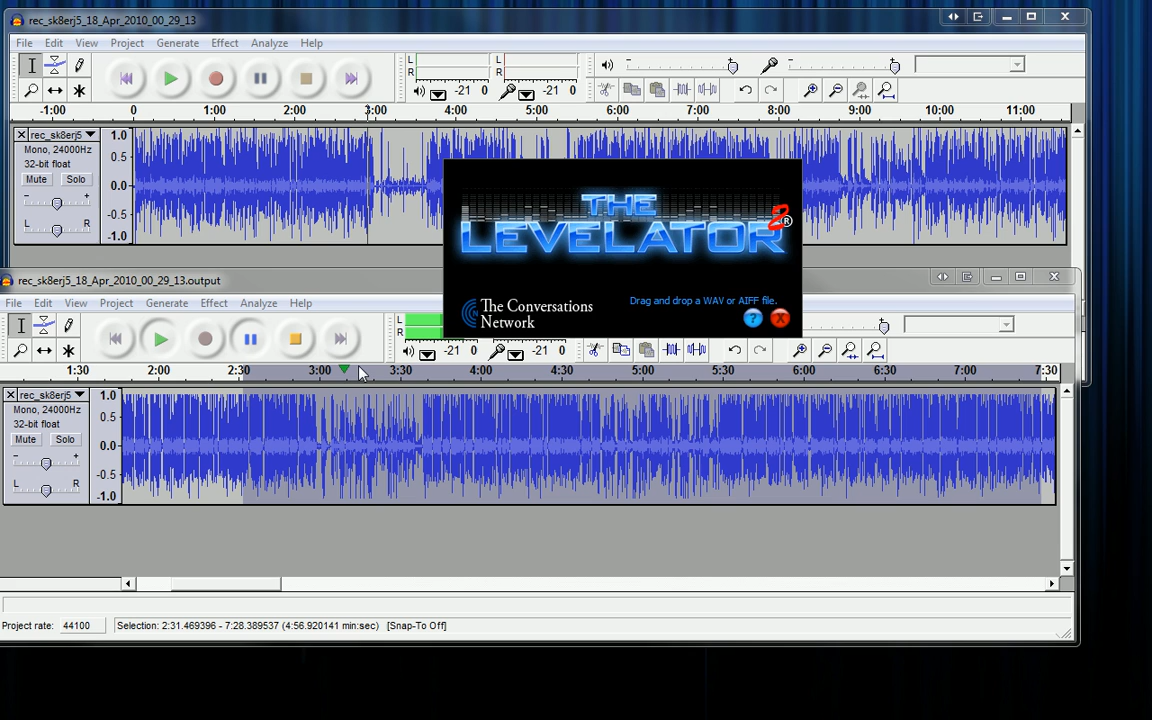 rec_sk8erj5_18_Apr_2010_00_29_13
File Edit View Project Generate Effect Analyze Help
L
R
-21 0 -21 0
-1:00 0 1:00 2:00 3:00 4:00 5:00 6:00 7:00 8:00 9:00 10:00 11:00
rec_sk8erj5
Mono, 24000Hz
32-bit float
Mute Solo
- +
L R
1.0
0.5
0.0
-0.5
-1.0
THE
LEVELATOR 2 ®
The Conversations
Network
Drag and drop a WAV or AIFF file.
? X
rec_sk8erj5_18_Apr_2010_00_29_13.output
File Edit View Project Generate Effect Analyze Help
L
R
-21 0 -21 0
1:30 2:00 2:30 3:00 3:30 4:00 4:30 5:00 5:30 6:00 6:30 7:00 7:30
rec_sk8erj5
Mono, 24000Hz
32-bit float
Mute Solo
- +
L R
1.0
0.5
0.0
-0.5
-1.0
Project rate: 44100 Selection: 2:31.469396 - 7:28.389537 (4:56.920141 min:sec) [Snap-To Off]